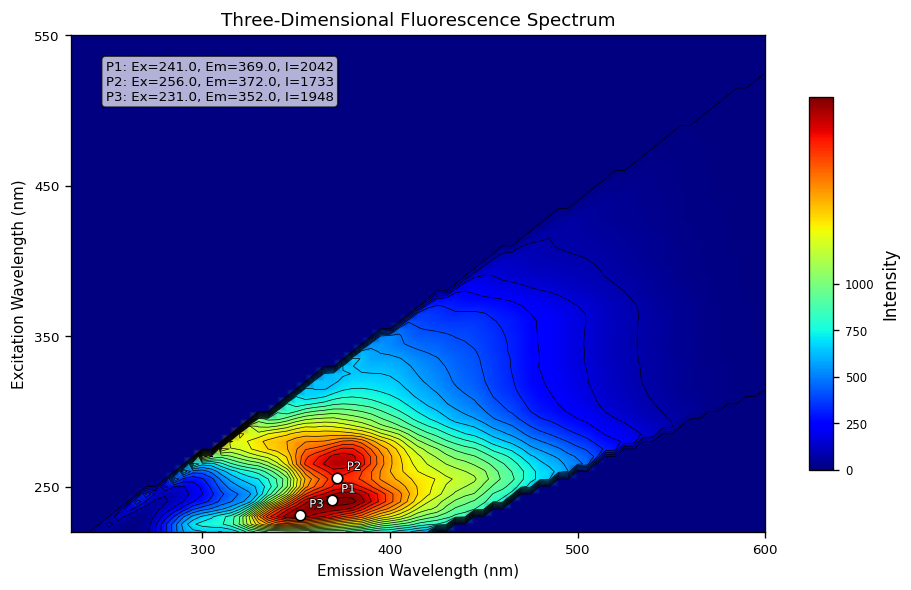 Three-Dimensional Fluorescence Spectrum
P1: Ex=241.0, Em=369.0, I=2042
P2: Ex=256.0, Em=372.0, I=1733
P3: Ex=231.0, Em=352.0, I=1948
550
450
350
250
Excitation Wavelength (nm)
P2
P1
P3
300
400
500
600
Emission Wavelength (nm)
1000
750
500
250
0
Intensity